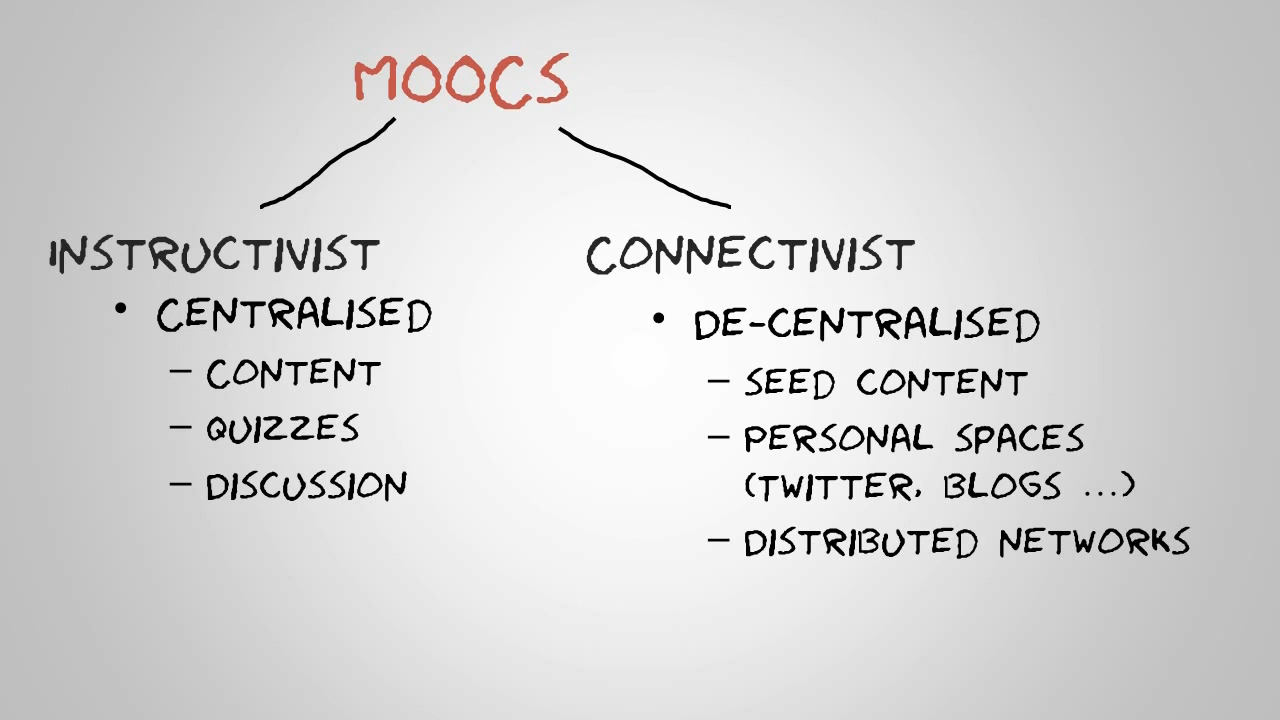 MOOCS
INSTRUCTIVIST
• CENTRALISED
– CONTENT
– QUIZZES
– DISCUSSION
CONNECTIVIST
• DE-CENTRALISED
– SEED CONTENT
– PERSONAL SPACES
(TWITTER, BLOGS ...)
– DISTRIBUTED NETWORKS